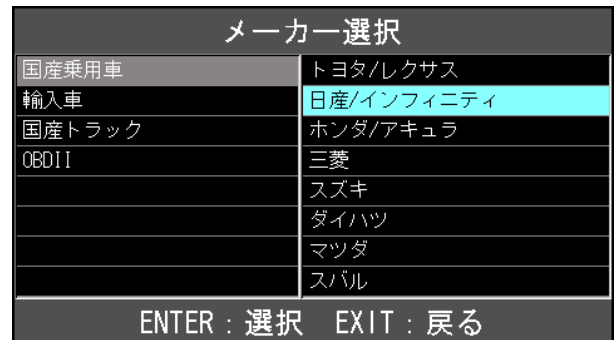 メーカー選択
国産乗用車
輸入車
国産トラック
OBDII
トヨタ/レクサス
日産/インフィニティ
ホンダ/アキュラ
三菱
スズキ
ダイハツ
マツダ
スバル
ENTER：選択　EXIT：戻る